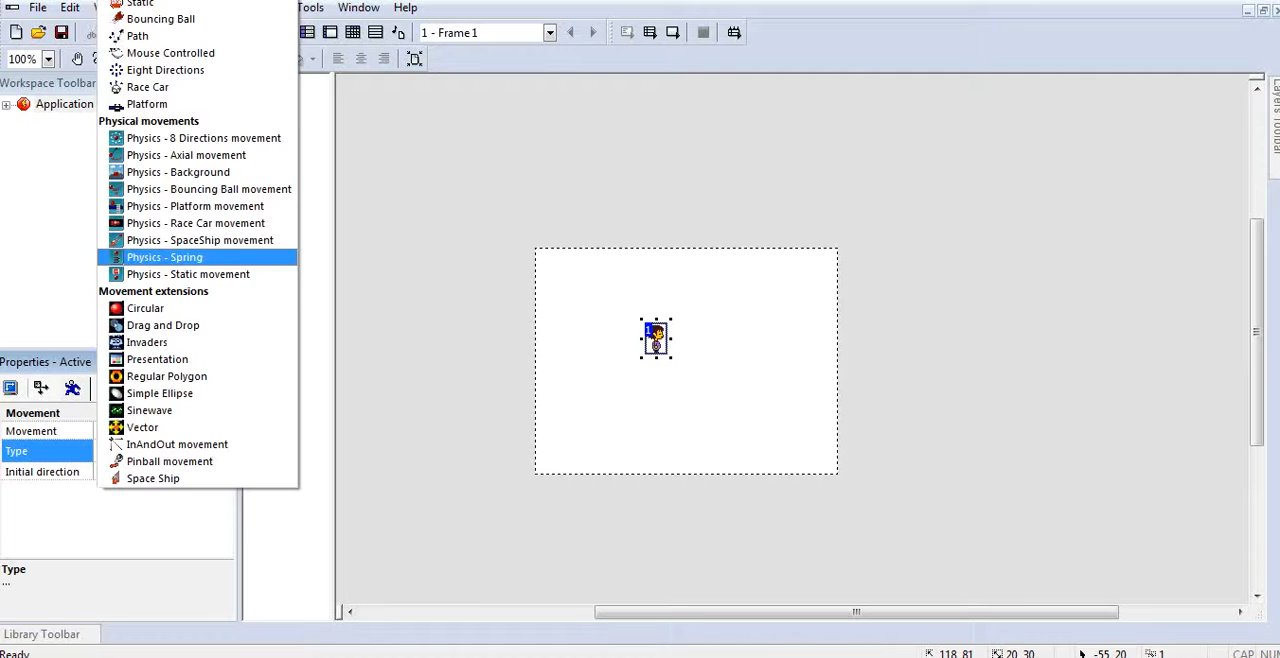 File Edit Tools Window Help
Static
Bouncing Ball
Path
1 - Frame 1
Mouse Controlled
100%
Eight Directions
Workspace Toolbar
Race Car
Application
Platform
Physical movements
Physics - 8 Directions movement
Physics - Axial movement
Physics - Background
Physics - Bouncing Ball movement
Physics - Platform movement
Physics - Race Car movement
Physics - SpaceShip movement
Physics - Spring
Physics - Static movement
Movement extensions
Circular
Drag and Drop
Invaders
Presentation
Regular Polygon
Simple Ellipse
Sinewave
Vector
InAndOut movement
Pinball movement
Space Ship
Layers Toolbar
1
Properties - Active
Movement
Movement
Type
Initial direction
Type
...
Library Toolbar
Ready
118, 81
20, 30
-55, 20
1
CAP